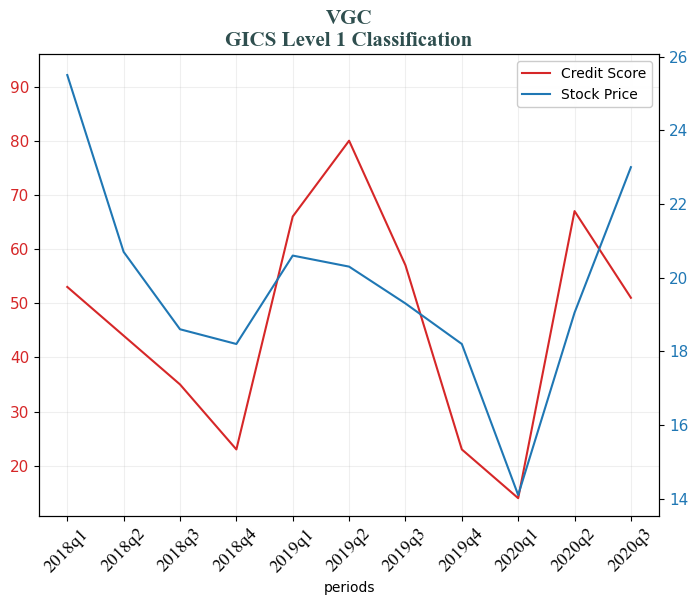 VGC
GICS Level 1 Classification
Credit Score
Stock Price
90
80
70
60
50
40
30
20
26
24
22
20
18
16
14
2018q1
2018q2
2018q3
2018q4
2019q1
2019q2
2019q3
2019q4
2020q1
2020q2
2020q3
periods